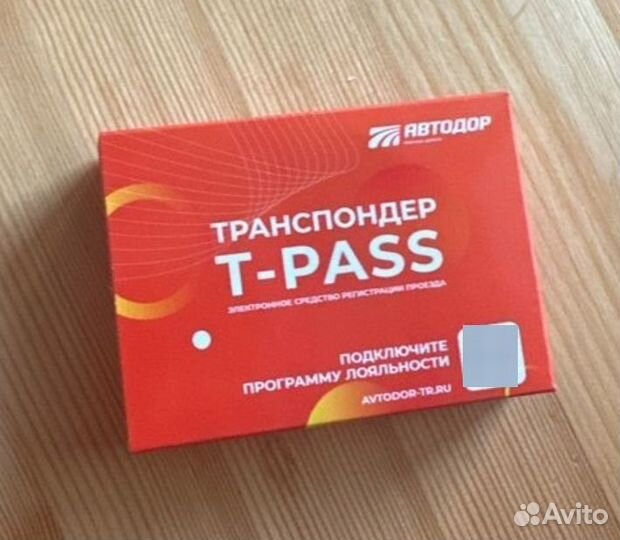 АВТОДОР
ТРАНСПОНДЕР
T-PASS
ЭЛЕКТРОННОЕ СРЕДСТВО РЕГИСТРАЦИИ ПРОЕЗДА
ПОДКЛЮЧИТЕ
ПРОГРАММУ ЛОЯЛЬНОСТИ
AVTODOR-TR.RU
Avito